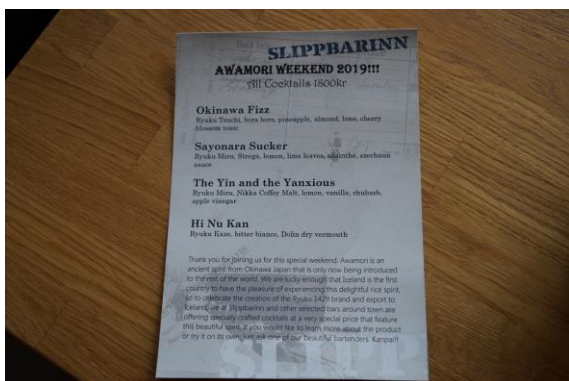 SLIPPBARINN
AWAMORI WEEKEND 2019!!!
All Cocktails 1800kr
Okinawa Fizz
Ryuku Tsuchi, bora bora, pineapple, almond, lime, cherry
blossom tonic
Sayonara Sucker
Ryuku Mizu, Strega, lemon, lime leaves, absinthe, szechuan
sauce
The Yin and the Yanxious
Ryuku Mizu, Nikka Coffey Malt, lemon, vanilla, rhubarb,
apple vinegar
Hi Nu Kan
Ryuku Kaze, bitter bianco, Dolin dry vermouth
Thank you for joining us for this special weekend. Awamori is an
ancient spirit from Okinawa Japan that is only now being introduced
to the rest of the world. We are lucky enough that Iceland is the first
country to have the pleasure of experiencing this delightful rice spirit,
so to celebrate the creation of the Ryuku 1429 brand and export to
Iceland, we at Slippbarinn and other selected bars around town are
offering specially crafted cocktails at a very special price that feature
this beautiful spirit. If you would like to learn more about the product
or try it on its own, just ask one of our beautiful bartenders. Kanpai!!
SLIPP